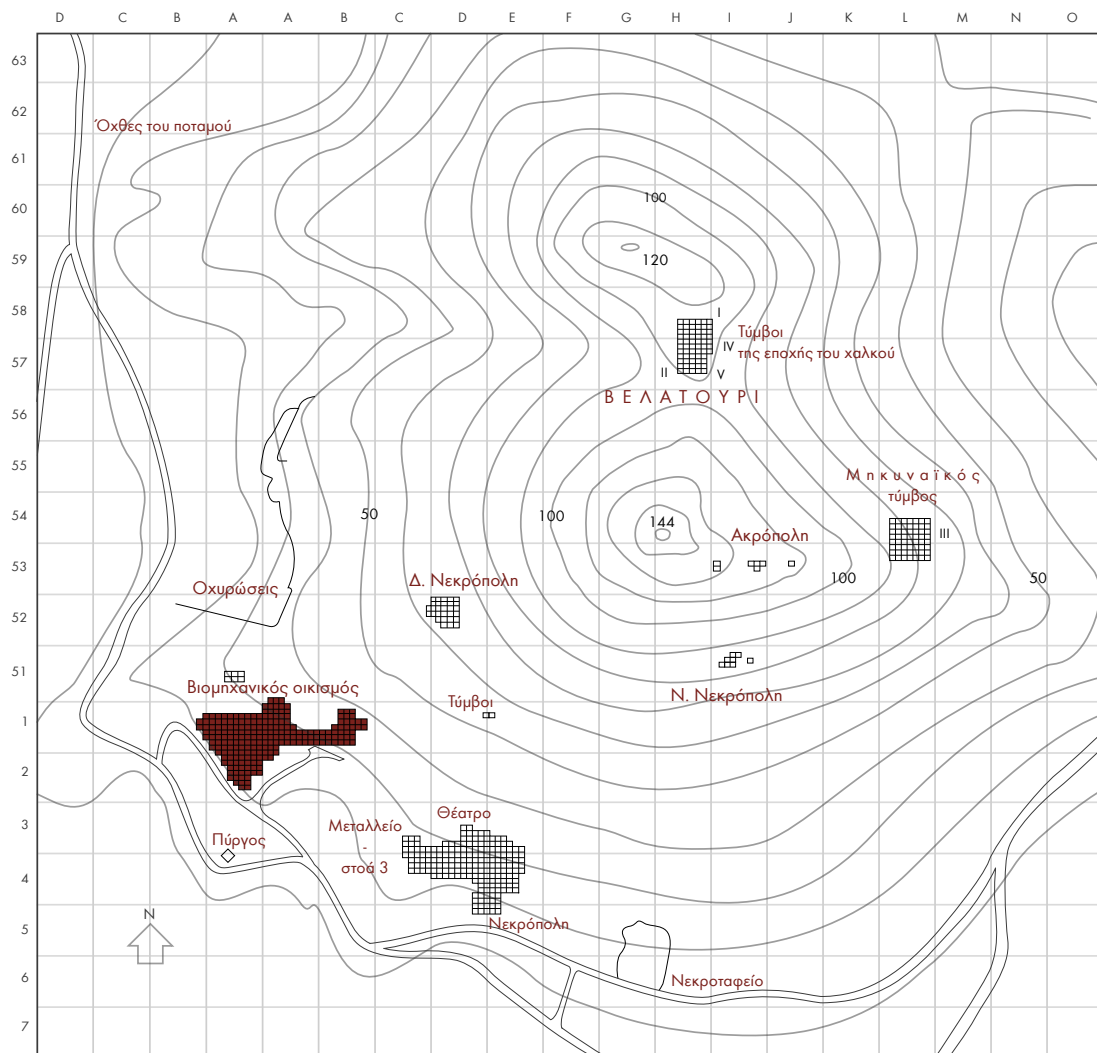 D C B A A B C D E F G H I J K L M N O
63
62
Όχθες του ποταμού
61
60
100
59
120
58
I
Τύμβοι
IV
της εποχής του χαλκού
57
II
V
ΒΕΛΑΤΟΥΡΙ
56
55
Μηκυναϊκός
τύμβος
54
50
100
144
Ακρόπολη
III
53
Δ. Νεκρόπολη
100
50
Οχυρώσεις
52
51
Βιομηχανικός οικισμός
Τύμβοι
Ν. Νεκρόπολη
1
2
3
Θέατρο
Μεταλλείο
-
στοά 3
Πύργος
4
N
Νεκρόπολη
5
6
Νεκροταφείο
7